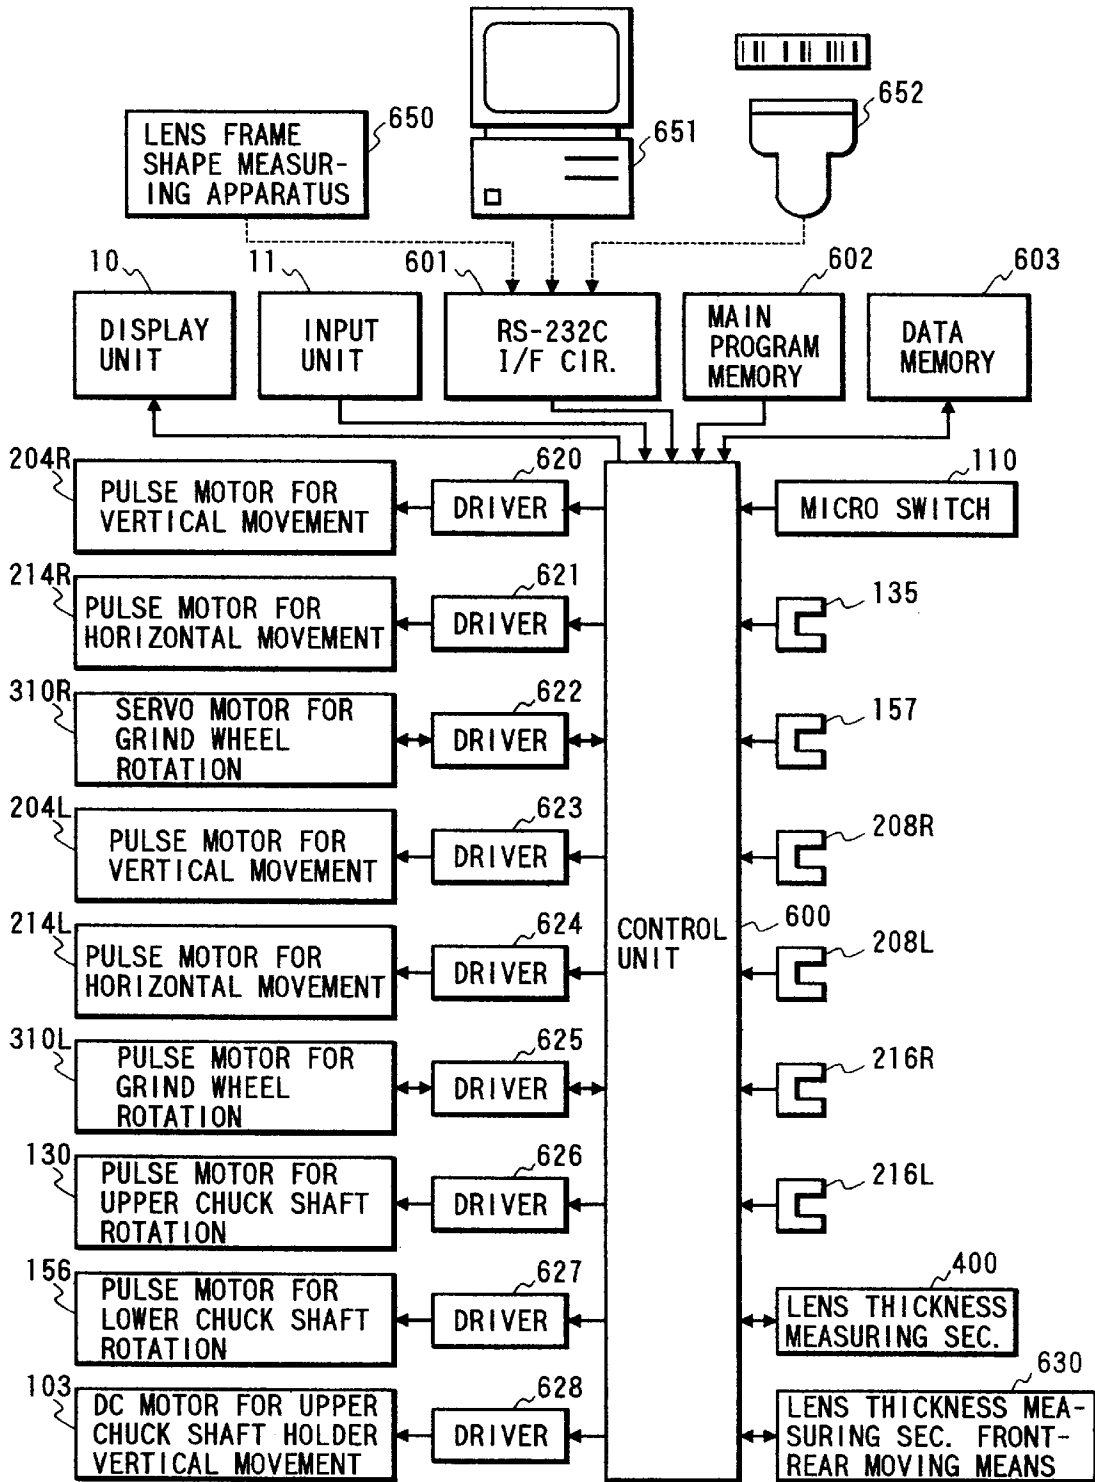 LENS FRAME
SHAPE MEASUR-
ING APPARATUS
650
651
652
10
11
601
602
603
DISPLAY
UNIT
INPUT
UNIT
RS-232C
I/F CIR.
MAIN
PROGRAM
MEMORY
DATA
MEMORY
204R
PULSE MOTOR FOR
VERTICAL MOVEMENT
620
DRIVER
110
MICRO SWITCH
214R
PULSE MOTOR FOR
HORIZONTAL MOVEMENT
621
DRIVER
135
310R
SERVO MOTOR FOR
GRIND WHEEL
ROTATION
622
DRIVER
157
204L
PULSE MOTOR FOR
VERTICAL MOVEMENT
623
DRIVER
208R
CONTROL
UNIT
600
214L
PULSE MOTOR FOR
HORIZONTAL MOVEMENT
624
DRIVER
208L
310L
PULSE MOTOR FOR
GRIND WHEEL
ROTATION
625
DRIVER
216R
130
PULSE MOTOR FOR
UPPER CHUCK SHAFT
ROTATION
626
DRIVER
216L
156
PULSE MOTOR FOR
LOWER CHUCK SHAFT
ROTATION
627
DRIVER
400
LENS THICKNESS
MEASURING SEC.
103
DC MOTOR FOR UPPER
CHUCK SHAFT HOLDER
VERTICAL MOVEMENT
628
DRIVER
630
LENS THICKNESS MEA-
SURING SEC. FRONT-
REAR MOVING MEANS